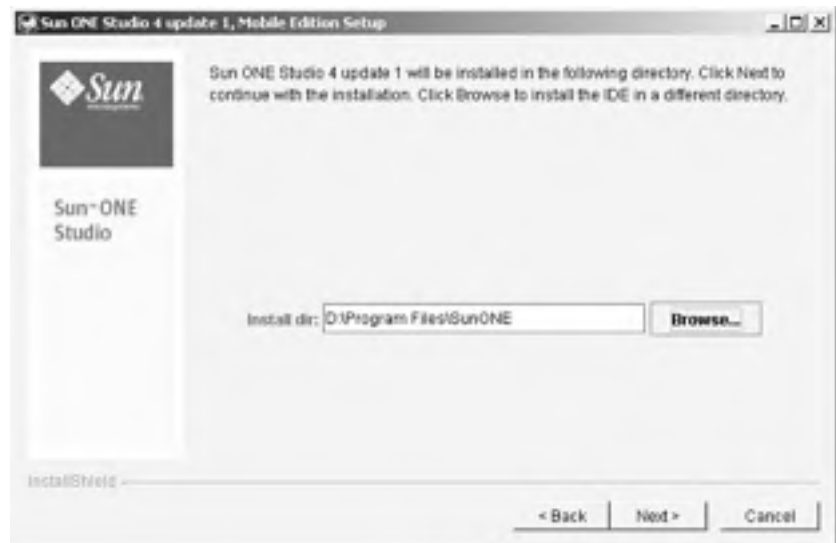 Sun ONE Studio 4 update 1, Mobile Edition Setup
Sun
Sun ONE Studio 4 update 1 will be installed in the following directory. Click Next to
continue with the installation. Click Browse to install the IDE in a different directory.
Sun™ ONE
Studio
Install dir: D:\Program Files\SunONE
Browse...
InstallShield
< Back
Next >
Cancel